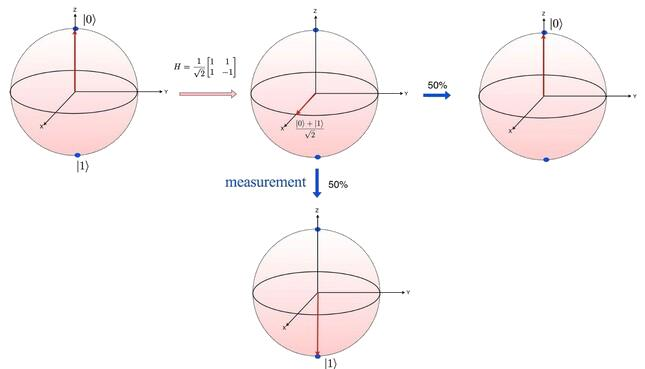 Z
|0⟩
Y
X
|1⟩
H = 1/√2 [1 1
1 −1]
Z
Y
X
|0⟩ + |1⟩
√2
50%
Z
|0⟩
Y
X
measurement 50%
Z
Y
X
|1⟩